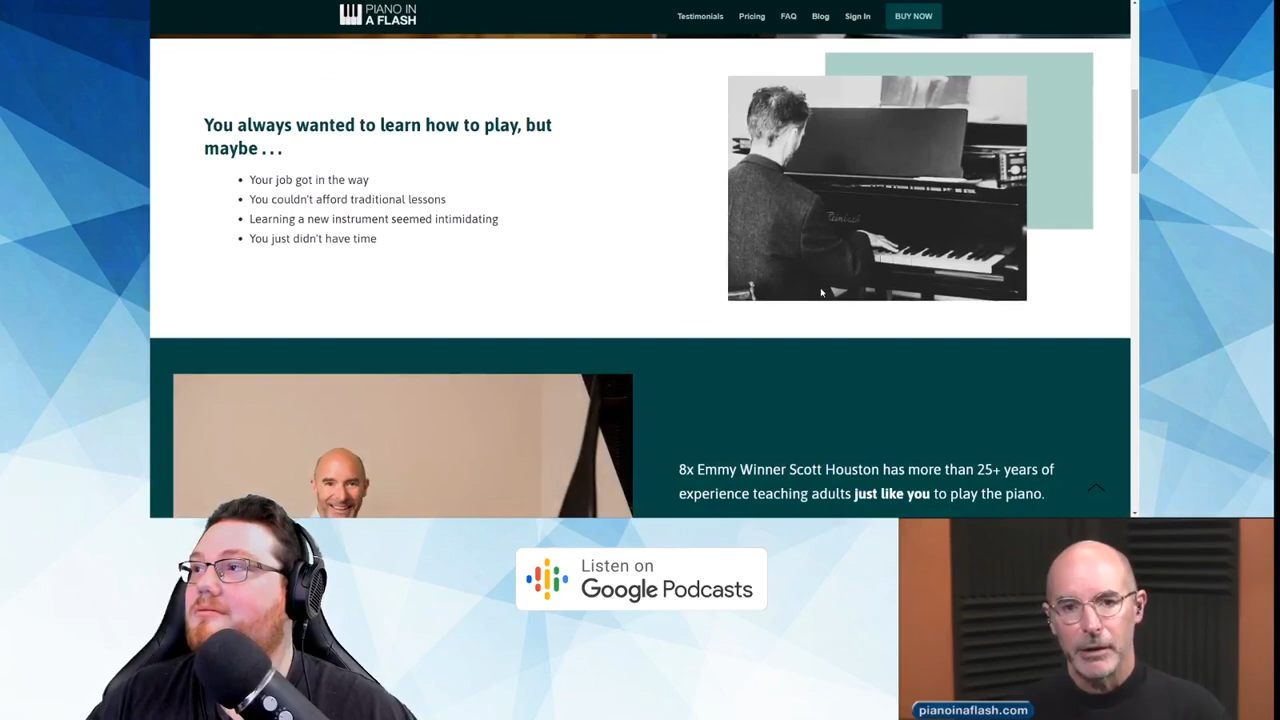 PIANO IN
A FLASH
Testimonials Pricing FAQ Blog Sign In BUY NOW
You always wanted to learn how to play, but
maybe . . .
• Your job got in the way
• You couldn't afford traditional lessons
• Learning a new instrument seemed intimidating
• You just didn't have time
8x Emmy Winner Scott Houston has more than 25+ years of
experience teaching adults just like you to play the piano.
Listen on
Google Podcasts
pianoinaflash.com